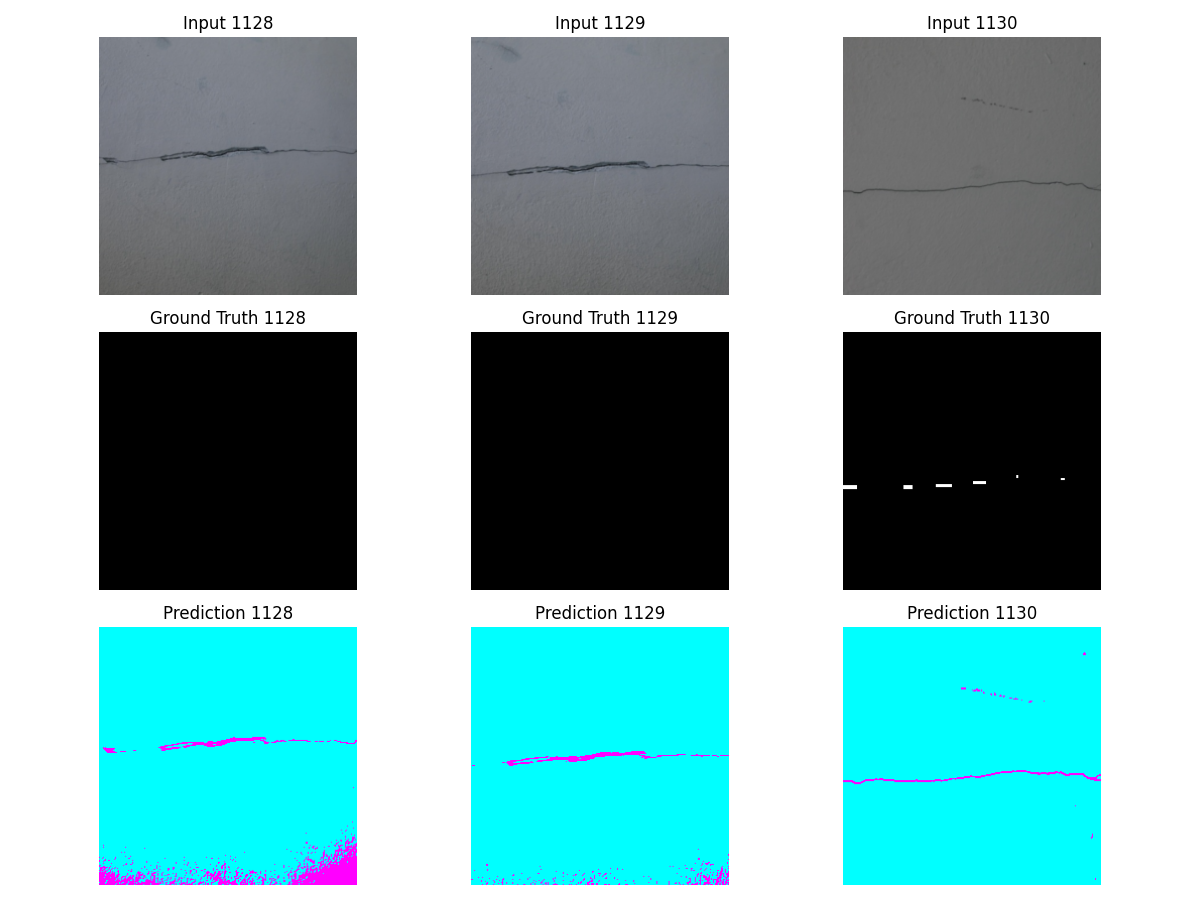 Input 1128
Input 1129
Input 1130
Ground Truth 1128
Ground Truth 1129
Ground Truth 1130
Prediction 1128
Prediction 1129
Prediction 1130